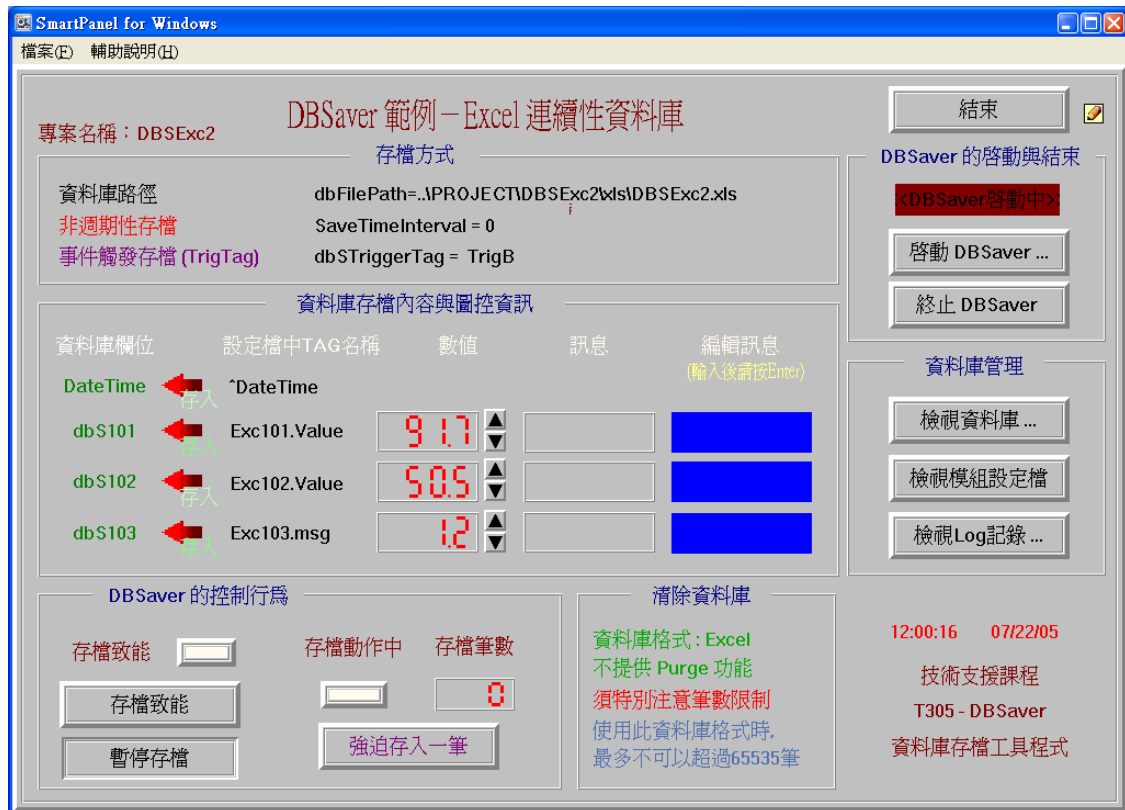 SmartPanel for Windows
檔案(F) 輔助說明(H)
DBSaver 範例－Excel 連續性資料庫
結束
專案名稱：DBSExc2
存檔方式
資料庫路徑 dbFilePath=..\PROJECT\DBSExc2\xls\DBSExc2.xls
非週期性存檔 SaveTimeInterval = 0
事件觸發存檔 (TrigTag) dbSTriggerTag = TrigB
DBSaver 的啓動與結束
<DBSaver啓動中>
啓動 DBSaver ...
終止 DBSaver
資料庫存檔內容與圖控資訊
資料庫欄位 設定檔中TAG名稱 數值 訊息 編輯訊息
(輸入後請按Enter)
DateTime 存入 ^DateTime
dbS101 存入 Exc101.Value 91.7
dbS102 存入 Exc102.Value 50.5
dbS103 存入 Exc103.msg 1.2
資料庫管理
檢視資料庫 ...
檢視模組設定檔
檢視Log記錄 ...
DBSaver 的控制行爲
存檔致能 存檔動作中 存檔筆數
存檔致能 0
暫停存檔 強迫存入一筆
清除資料庫
資料庫格式 : Excel
不提供 Purge 功能
須特別注意筆數限制
使用此資料庫格式時,
最多不可以超過65535筆
12:00:16 07/22/05
技術支援課程
T305 - DBSaver
資料庫存檔工具程式